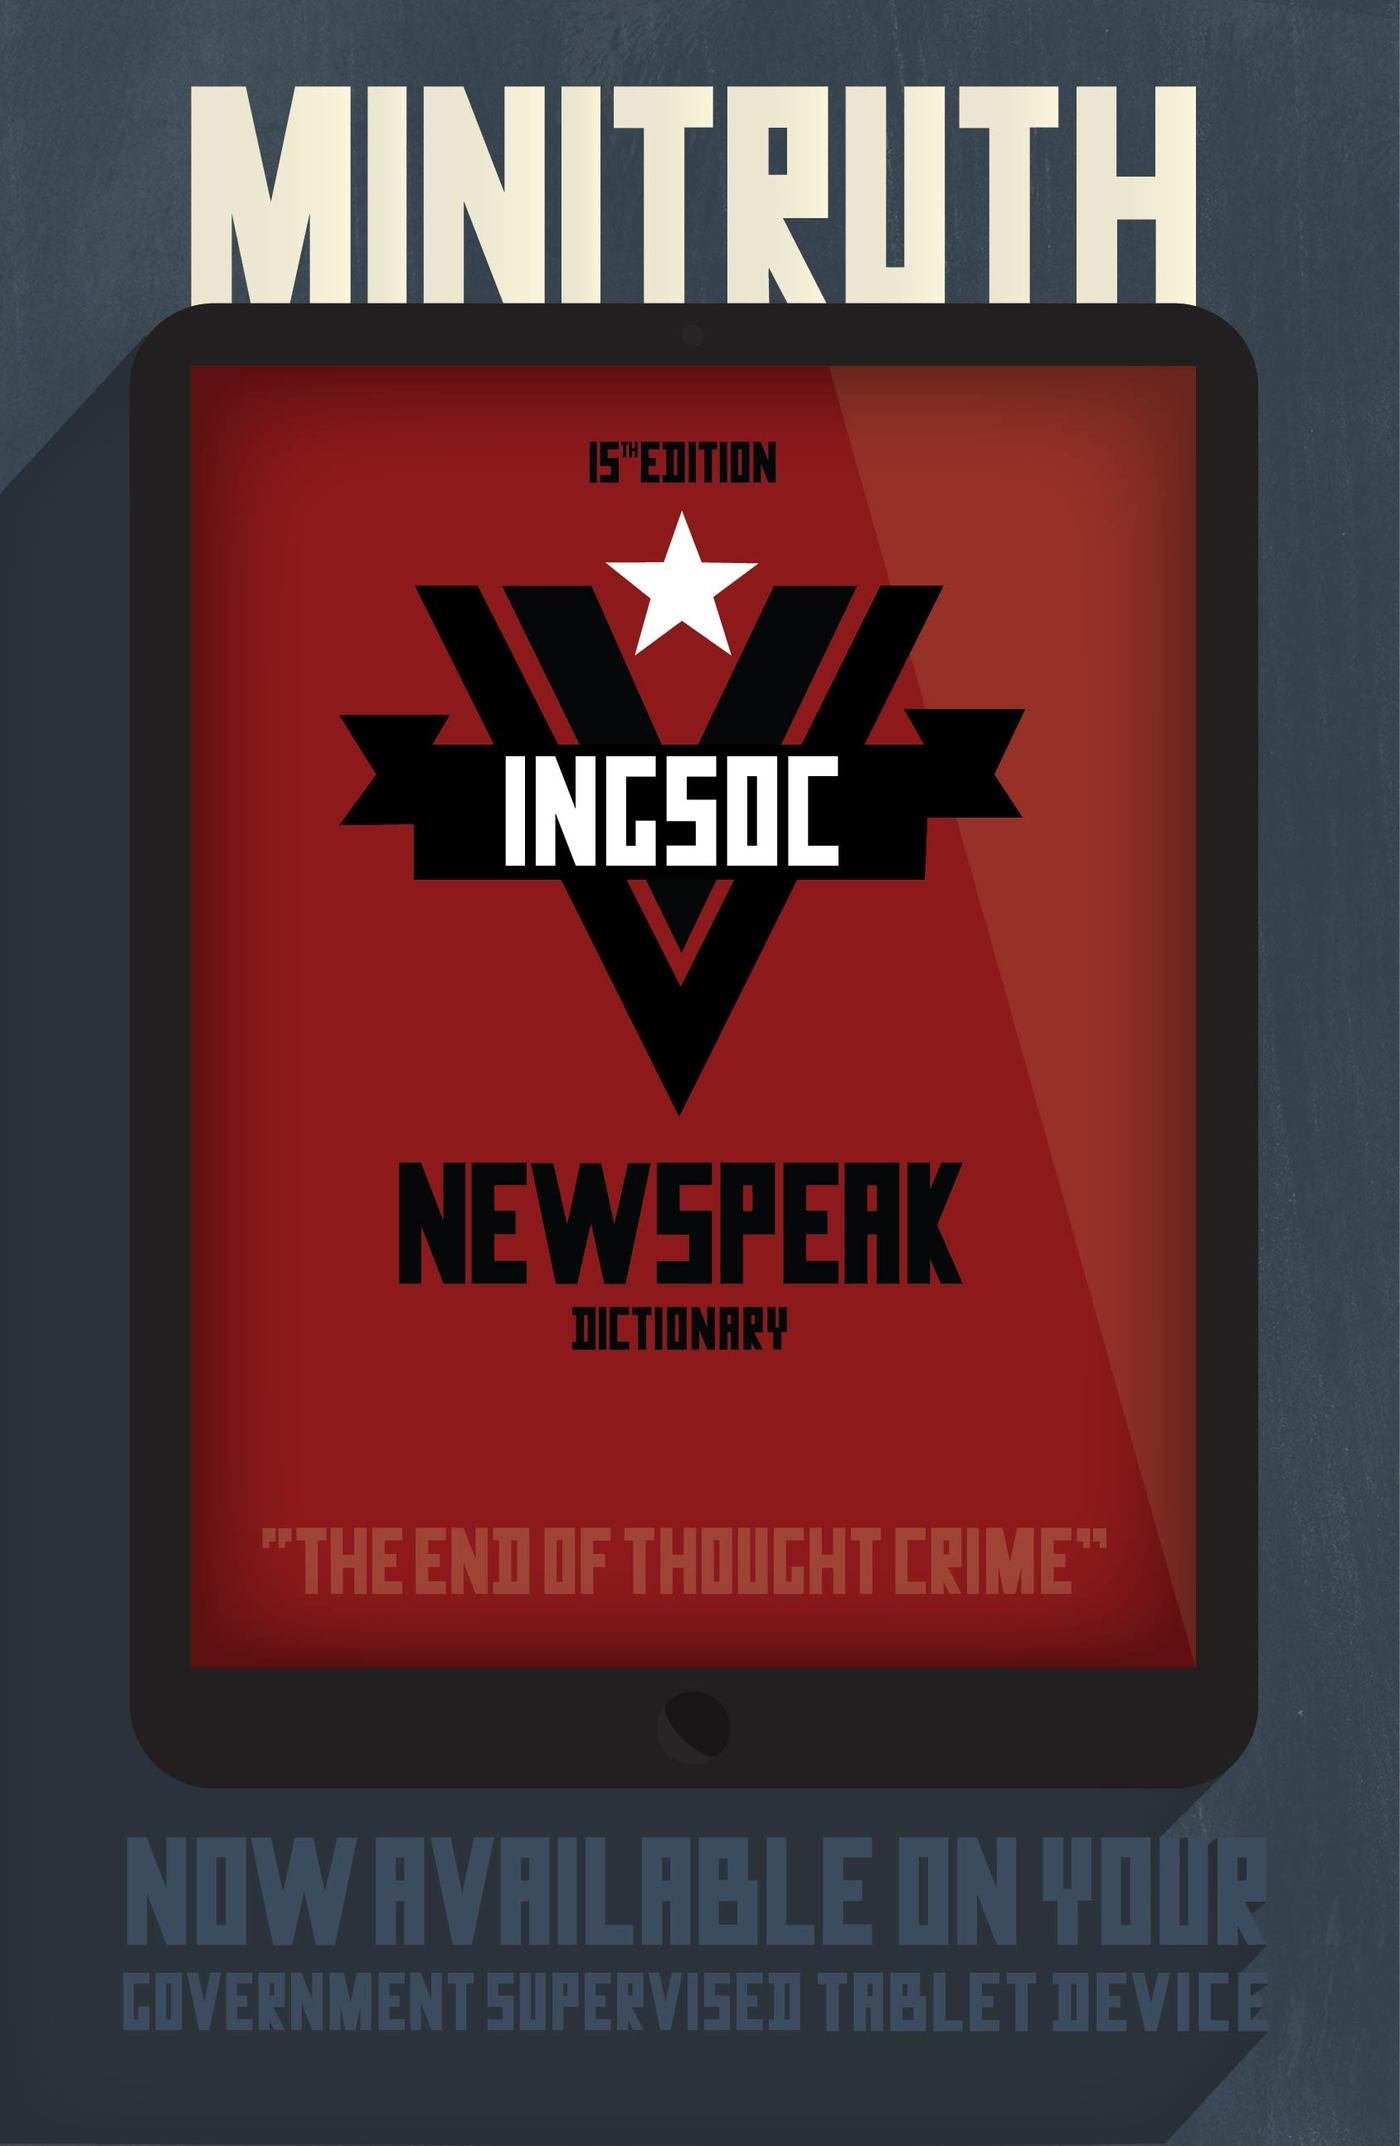 MINITRUTH
15TH EDITION
INGSOC
NEWSPEAK
DICTIONARY
"THE END OF THOUGHT CRIME"
NOW AVAILABLE ON YOUR
GOVERNMENT SUPERVISED TABLET DEVICE